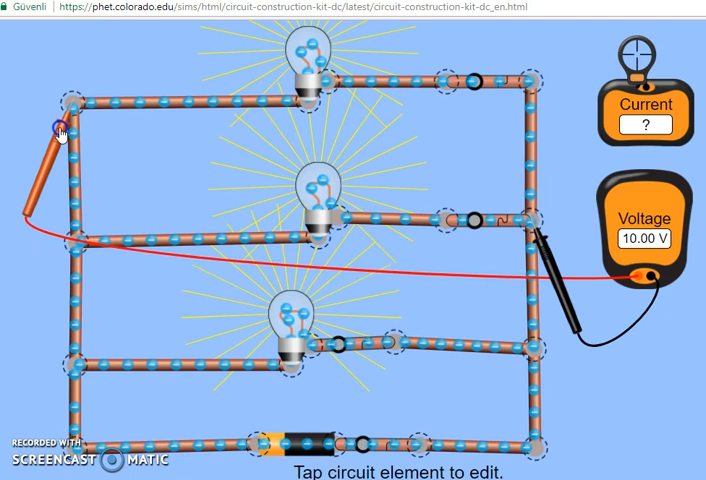 Güvenli
https://phet.colorado.edu/sims/html/circuit-construction-kit-dc/latest/circuit-construction-kit-dc_en.html
Current
?
Voltage
10.00 V
RECORDED WITH
SCREENCAST MATIC
Tap circuit element to edit.